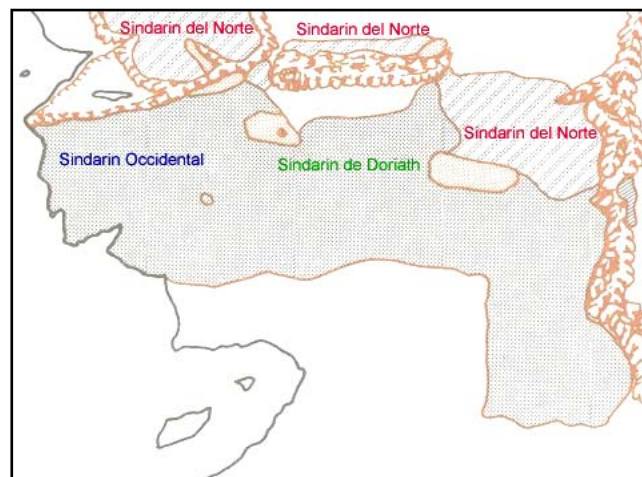 Sindarin del Norte
Sindarin del Norte
Sindarin del Norte
Sindarin Occidental
Sindarin de Doriath